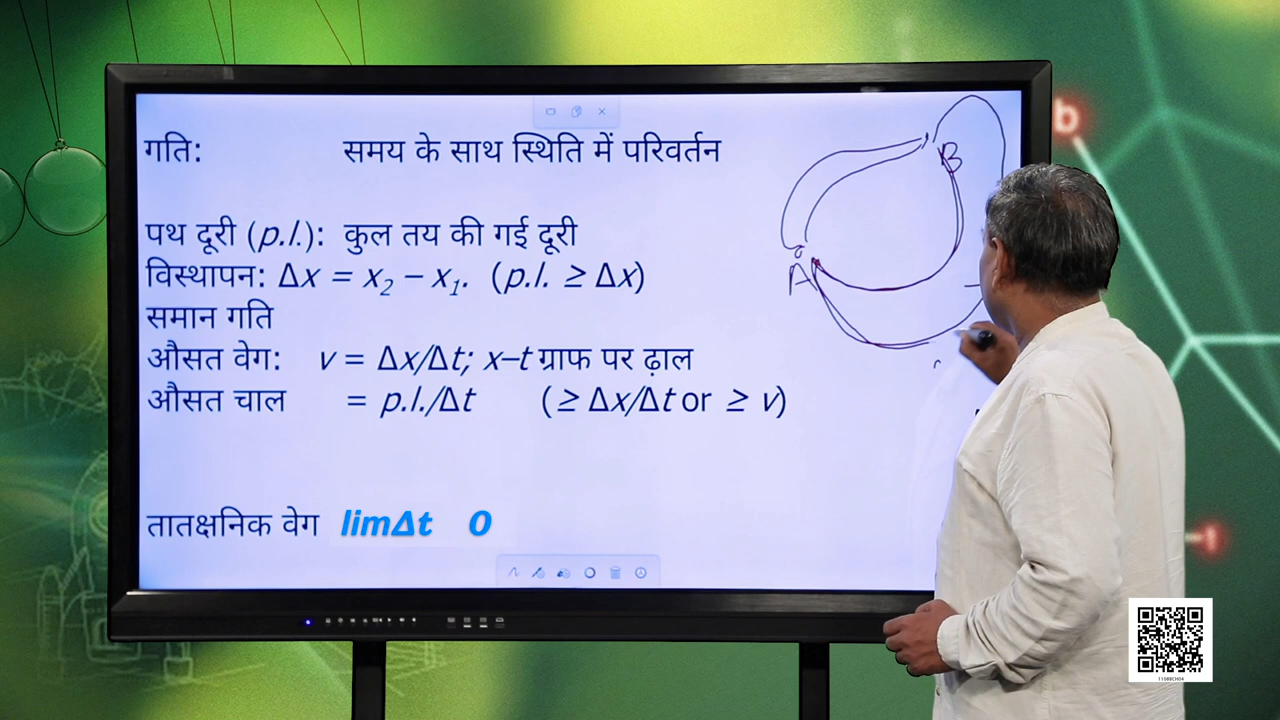 गति: समय के साथ स्थिति में परिवर्तन
पथ दूरी (p.l.): कुल तय की गई दूरी
विस्थापन: Δx = x₂ – x₁. (p.l. ≥ Δx)
समान गति
औसत वेग: v = Δx/Δt; x–t ग्राफ पर ढ़ाल
औसत चाल = p.l./Δt (≥ Δx/Δt or ≥ v)
तातक्षनिक वेग limΔt 0
B
A
b
11088CH04